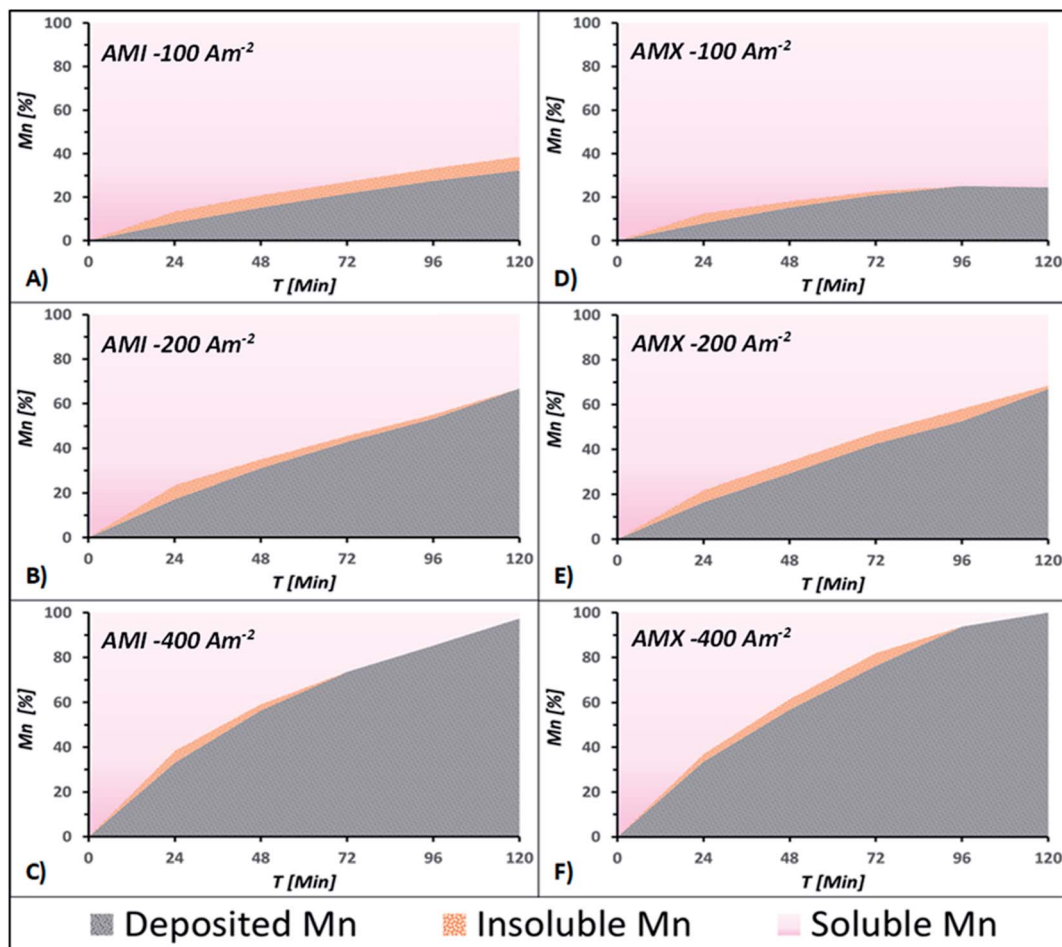 AMI -100 Am-2
Mn [%]
100
80
60
40
20
0
0 24 48 72 96 120
T [Min]
A)
AMX -100 Am-2
Mn [%]
100
80
60
40
20
0
0 24 48 72 96 120
T [Min]
D)
AMI -200 Am-2
Mn [%]
100
80
60
40
20
0
0 24 48 72 96 120
T [Min]
B)
AMX -200 Am-2
Mn [%]
100
80
60
40
20
0
0 24 48 72 96 120
T [Min]
E)
AMI -400 Am-2
Mn [%]
100
80
60
40
20
0
0 24 48 72 96 120
T [Min]
C)
AMX -400 Am-2
Mn [%]
100
80
60
40
20
0
0 24 48 72 96 120
T [Min]
F)
Deposited Mn Insoluble Mn Soluble Mn